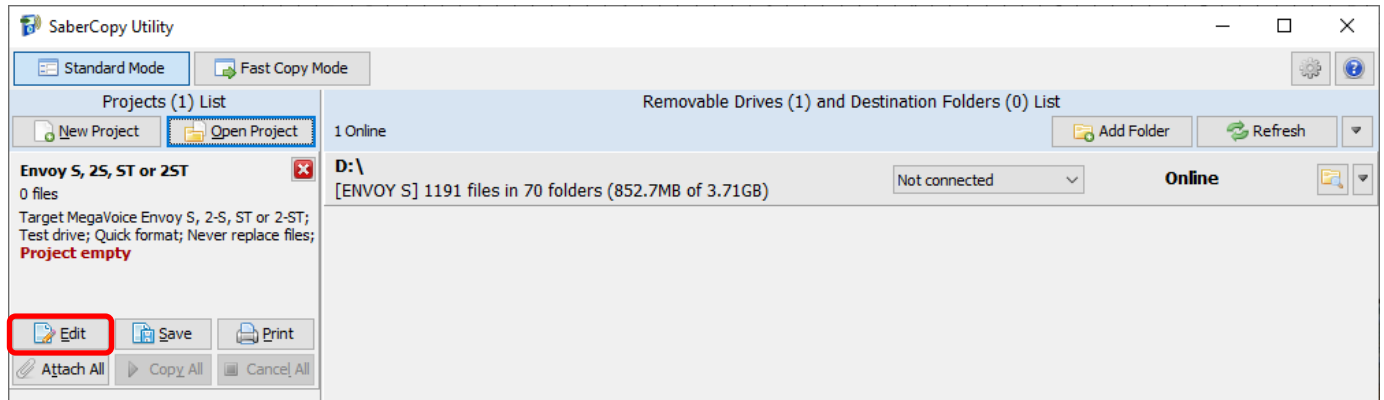 SaberCopy Utility
Standard Mode
Fast Copy Mode
Projects (1) List
Removable Drives (1) and Destination Folders (0) List
New Project
Open Project
1 Online
Add Folder
Refresh
Envoy S, 2S, ST or 2ST
0 files
Target MegaVoice Envoy S, 2-S, ST or 2-ST;
Test drive; Quick format; Never replace files;
Project empty
D:\
[ENVOY S] 1191 files in 70 folders (852.7MB of 3.71GB)
Not connected
Online
Edit
Save
Print
Attach All
Copy All
Cancel All